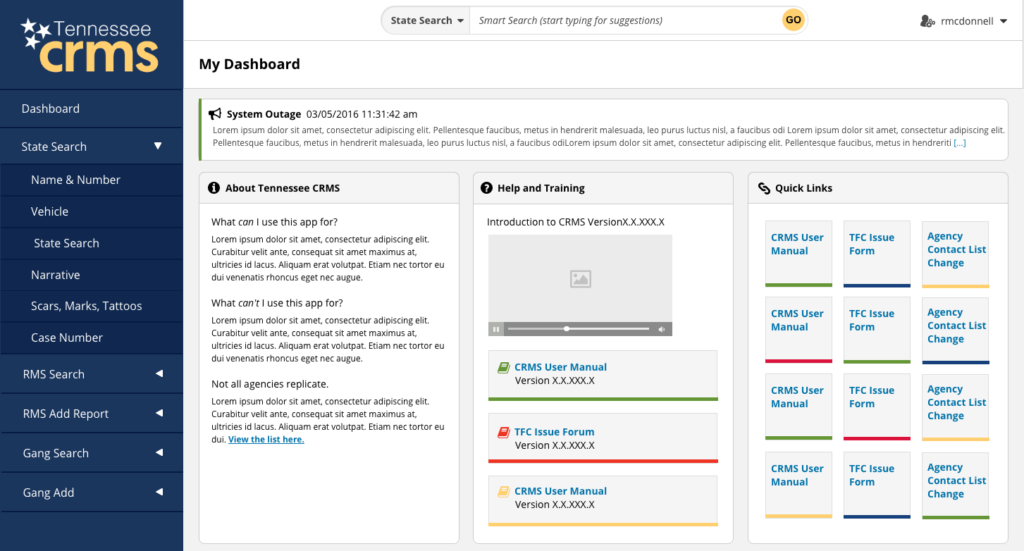 Tennessee
crms
State Search
Smart Search (start typing for suggestions)
GO
rmcdonnell
My Dashboard
Dashboard
State Search
Name & Number
Vehicle
State Search
Narrative
Scars, Marks, Tattoos
Case Number
RMS Search
RMS Add Report
Gang Search
Gang Add
System Outage 03/05/2016 11:31:42 am
Lorem ipsum dolor sit amet, consectetur adipiscing elit. Pellentesque faucibus, metus in hendrerit malesuada, leo purus luctus nisl, a faucibus odi Lorem ipsum dolor sit amet, consectetur adipiscing elit.
Pellentesque faucibus, metus in hendrerit malesuada, leo purus luctus nisl, a faucibus odiLorem ipsum dolor sit amet, consectetur adipiscing elit. Pellentesque faucibus, metus in hendreriti [...]
About Tennessee CRMS
What can I use this app for?
Lorem ipsum dolor sit amet, consectetur adipiscing elit.
Curabitur velit ante, consequat sit amet maximus at,
ultricies id lacus. Aliquam erat volutpat. Etiam nec tortor eu
dui venenatis rhoncus eget nec augue.
What can't I use this app for?
Lorem ipsum dolor sit amet, consectetur adipiscing elit.
Curabitur velit ante, consequat sit amet maximus at,
ultricies id lacus. Aliquam erat volutpat. Etiam nec tortor eu
dui venenatis rhoncus eget nec augue.
Not all agencies replicate.
Lorem ipsum dolor sit amet, consectetur adipiscing elit.
Curabitur velit ante, consequat sit amet maximus at,
ultricies id lacus. Aliquam erat volutpat. Etiam nec tortor eu
dui. View the list here.
Help and Training
Introduction to CRMS VersionX.X.XXX.X
CRMS User Manual
Version X.X.XXX.X
TFC Issue Forum
Version X.X.XXX.X
CRMS User Manual
Version X.X.XXX.X
Quick Links
CRMS User
Manual
TFC Issue
Form
Agency
Contact List
Change
CRMS User
Manual
TFC Issue
Form
Agency
Contact List
Change
CRMS User
Manual
TFC Issue
Form
Agency
Contact List
Change
CRMS User
Manual
TFC Issue
Form
Agency
Contact List
Change